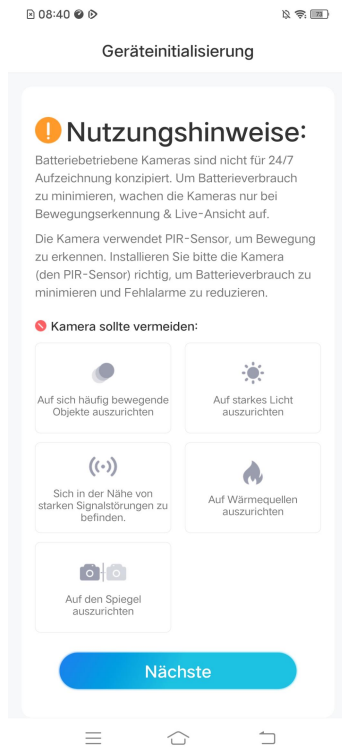 08:40
Geräteinitialisierung
Nutzungshinweise:
Batteriebetriebene Kameras sind nicht für 24/7
Aufzeichnung konzipiert. Um Batterieverbrauch
zu minimieren, wachen die Kameras nur bei
Bewegungserkennung & Live-Ansicht auf.
Die Kamera verwendet PIR-Sensor, um Bewegung
zu erkennen. Installieren Sie bitte die Kamera
(den PIR-Sensor) richtig, um Batterieverbrauch zu
minimieren und Fehlalarme zu reduzieren.
Kamera sollte vermeiden:
Auf sich häufig bewegende
Objekte auszurichten
Auf starkes Licht
auszurichten
Sich in der Nähe von
starken Signalstörungen zu
befinden.
Auf Wärmequellen
auszurichten
Auf den Spiegel
auszurichten
Nächste